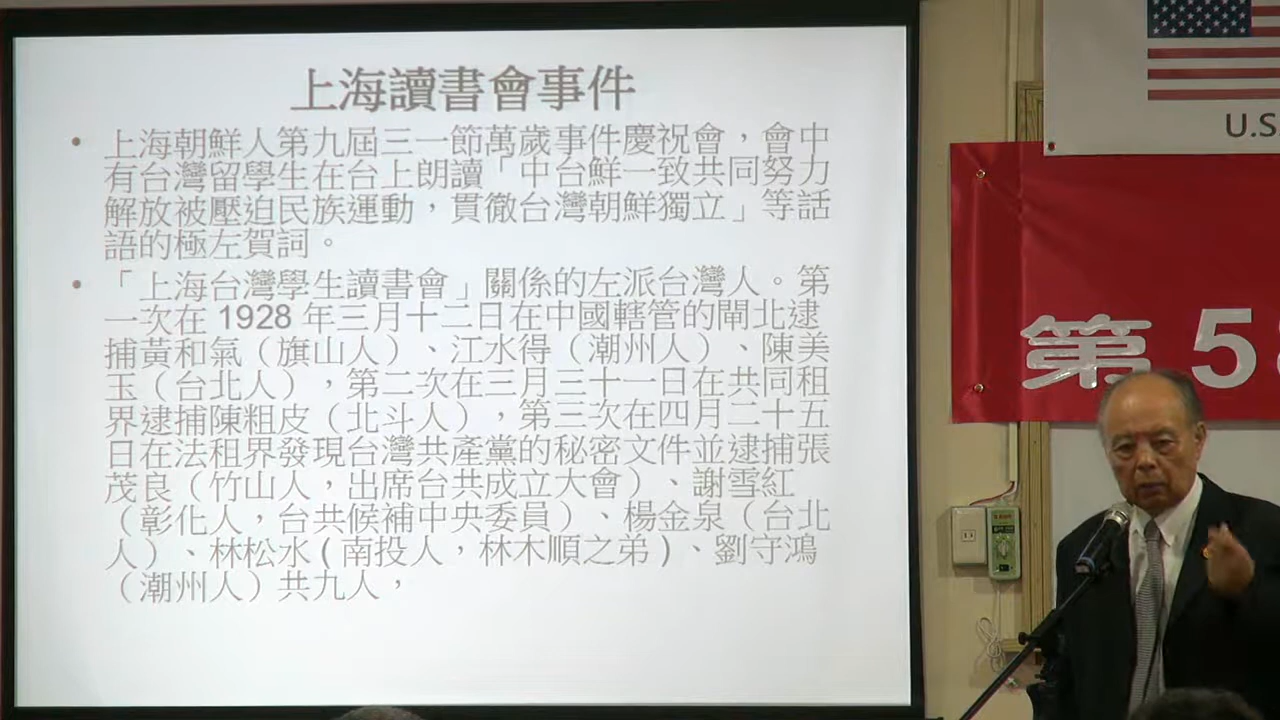 上海讀書會事件
• 上海朝鮮人第九屆三一節萬歲事件慶祝會，會中
有台灣留學生在台上朗讀「中台鮮一致共同努力
解放被壓迫民族運動，貫徹台灣朝鮮獨立」等話
語的極左賀詞。
• 「上海台灣學生讀書會」關係的左派台灣人。第
一次在 1928 年三月十二日在中國轄管的閘北逮
捕黃和氣（旗山人）、江水得（潮州人）、陳美
玉（台北人），第二次在三月三十一日在共同租
界逮捕陳粗皮（北斗人），第三次在四月二十五
日在法租界發現台灣共產黨的秘密文件並逮捕張
茂良（竹山人，出席台共成立大會）、謝雪紅
（彰化人，台共候補中央委員）、楊金泉（台北
人）、林松水 ( 南投人，林木順之弟 ) 、劉守鴻
（潮州人）共九人，
U.S
第 5